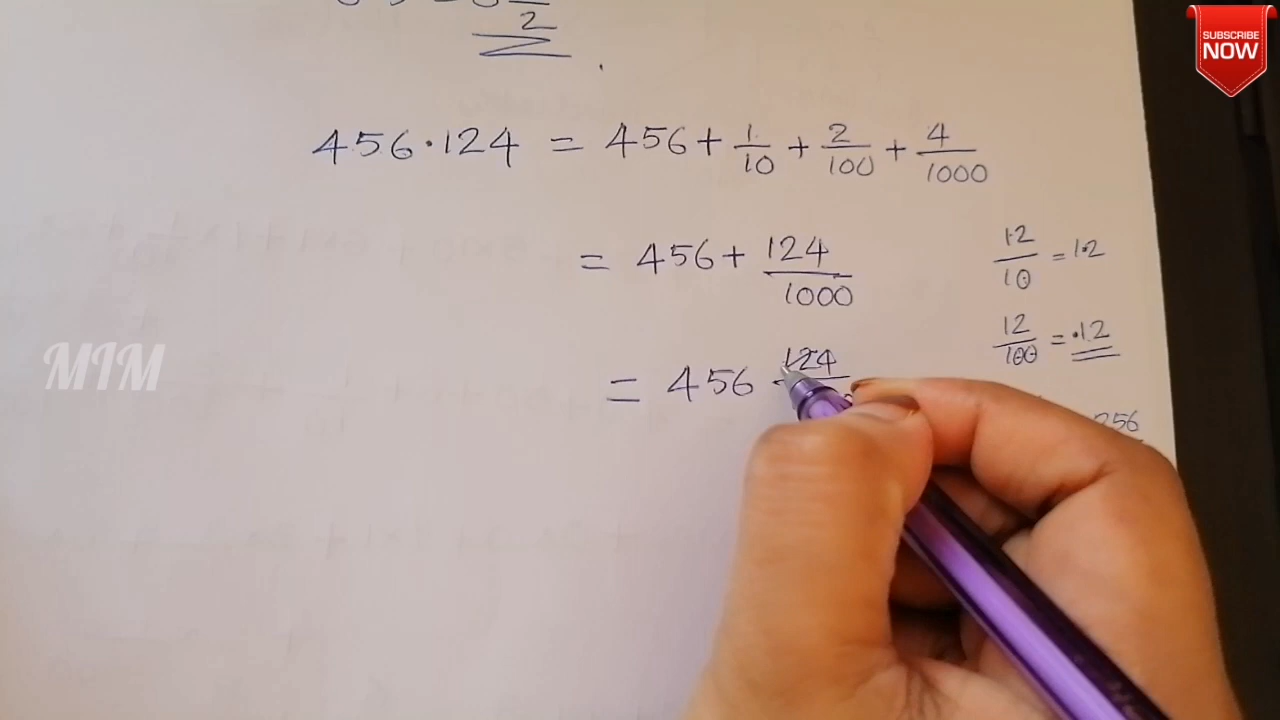 2
SUBSCRIBE
NOW
456.124 = 456 + 1/10 + 2/100 + 4/1000
= 456 + 124/1000
12/10 = 1.2
12/100 = .12
MIM
= 456 124
256